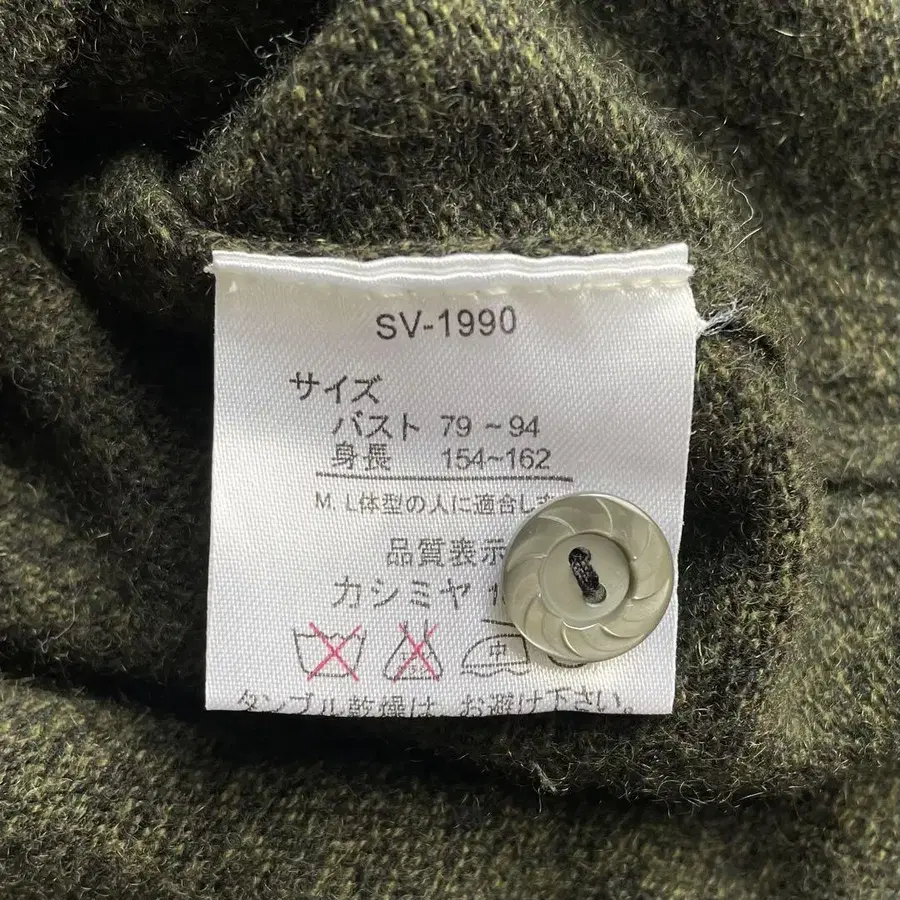 SV-1990
サイズ
バスト 79～94
身長 154~162
M. L体型の人に適合し
品質表示
カシミヤ
中
タンブル乾燥は、お避け下さい。